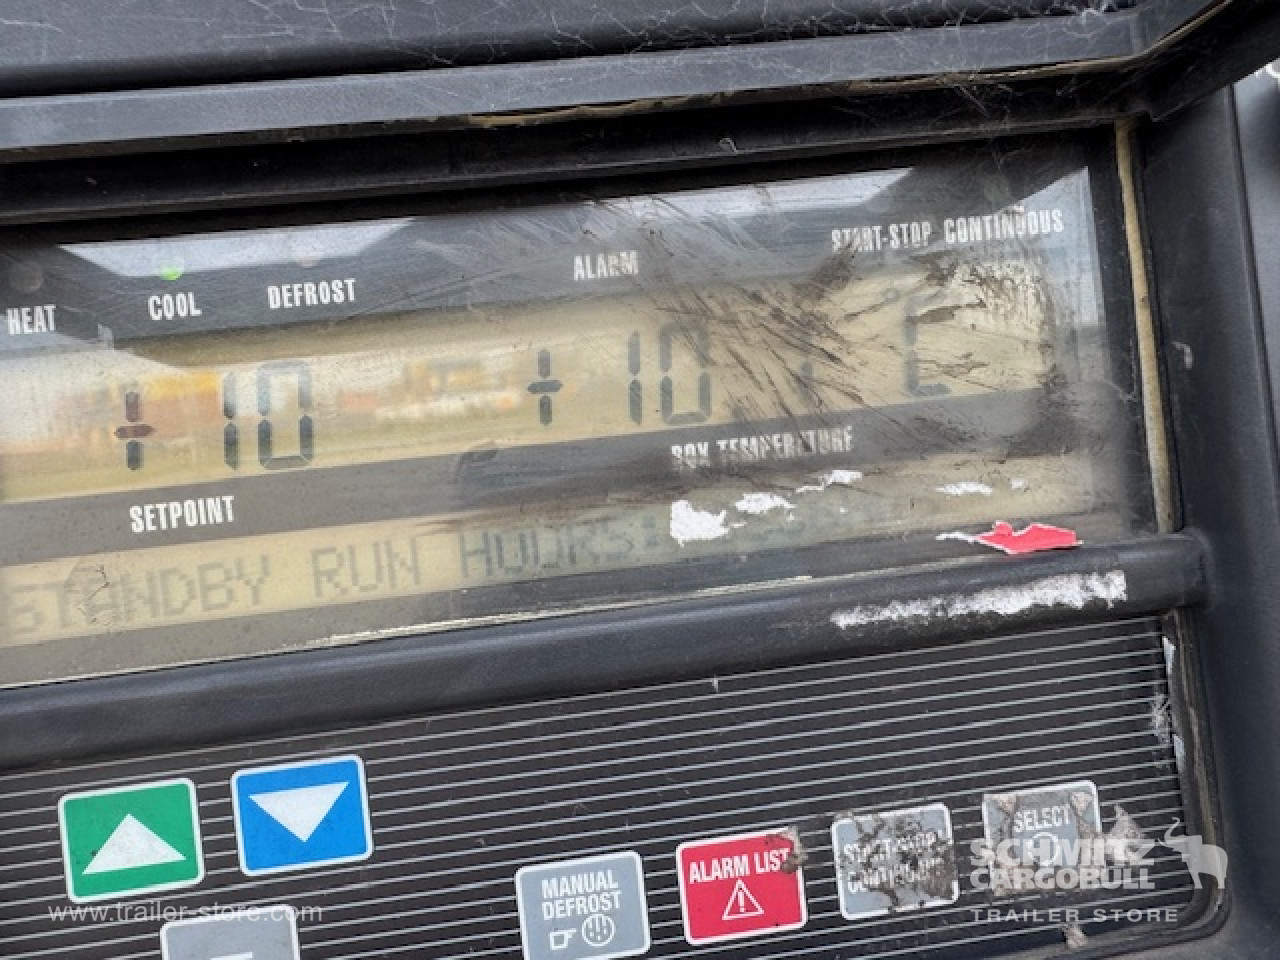 START-STOP CONTINUOUS
ALARM
HEAT COOL DEFROST
+10 +10. °C
BOX TEMPERATURE
SETPOINT
STANDBY RUN HOURS:
SELECT
ALARM LIST
MANUAL
DEFROST
SCHMITZ
CARGOBULL
TRAILER STORE
www.trailer-store.com